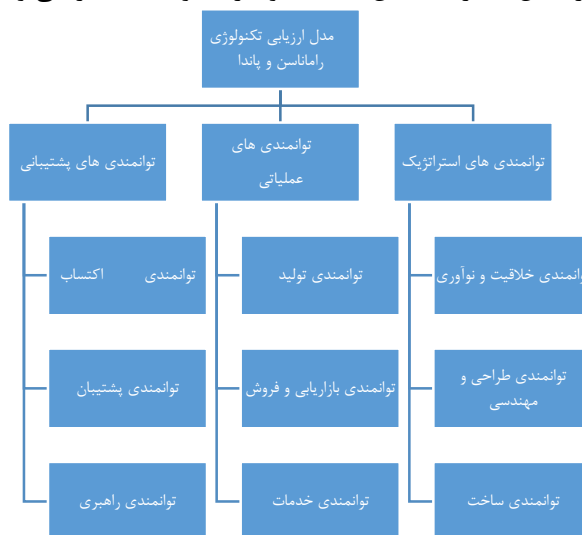 مدل ارزیابی تکنولوژی
راماناسن و پاندا
توانمندی های استراتژیک
توانمندی های
عملیاتی
توانمندی های پشتیبانی
توانمندی خلاقیت و نوآوری
توانمندی تولید
توانمندی اکتساب
توانمندی طراحی و
مهندسی
توانمندی بازاریابی و فروش
توانمندی پشتیبان
توانمندی ساخت
توانمندی خدمات
توانمندی راهبری